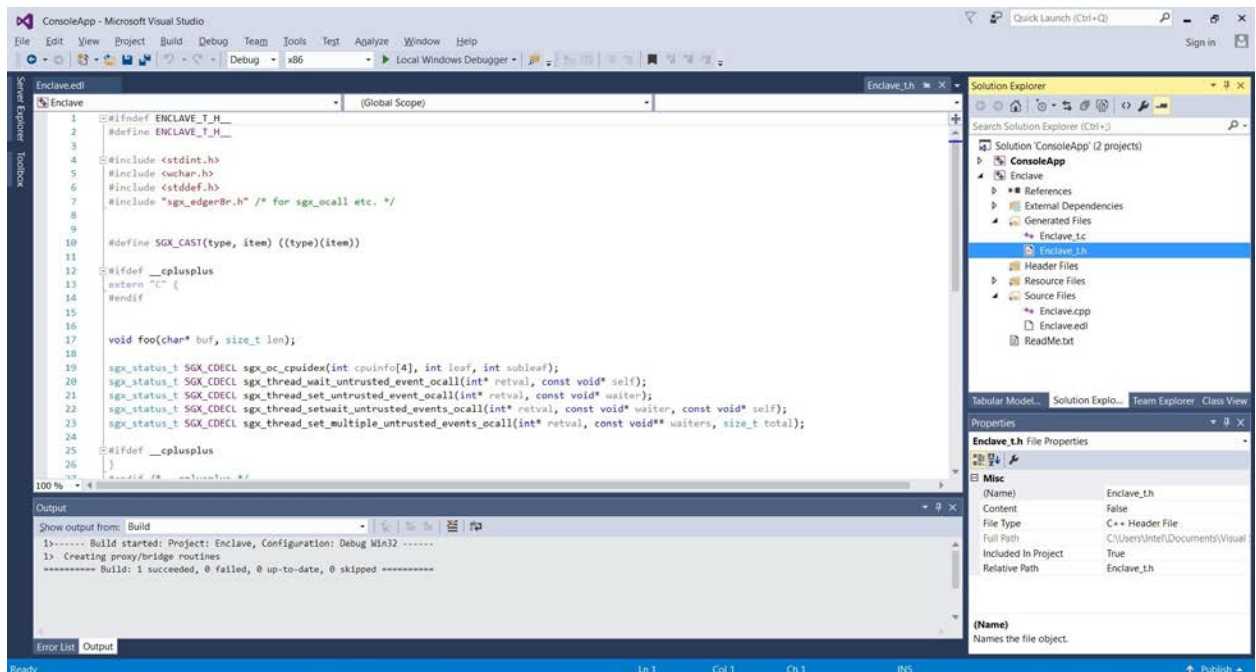 ConsoleApp - Microsoft Visual Studio
Quick Launch (Ctrl+Q)
File Edit View Project Build Debug Team Tools Test Analyze Window Help
Sign in
Debug x86 Local Windows Debugger
Server Explorer
Toolbox
Enclave.edl
Enclave_t.h
Enclave
(Global Scope)
1 #ifndef ENCLAVE_T_H__
2 #define ENCLAVE_T_H__
3
4 #include <stdint.h>
5 #include <wchar.h>
6 #include <stddef.h>
7 #include "sgx_edger8r.h" /* for sgx_ocall etc. */
8
9
10 #define SGX_CAST(type, item) ((type)(item))
11
12 #ifdef __cplusplus
13 extern "C" {
14 #endif
15
16
17 void foo(char* buf, size_t len);
18
19 sgx_status_t SGX_CDECL sgx_oc_cpuidex(int cpuinfo[4], int leaf, int subleaf);
20 sgx_status_t SGX_CDECL sgx_thread_wait_untrusted_event_ocall(int* retval, const void* self);
21 sgx_status_t SGX_CDECL sgx_thread_set_untrusted_event_ocall(int* retval, const void* waiter);
22 sgx_status_t SGX_CDECL sgx_thread_setwait_untrusted_events_ocall(int* retval, const void* waiter, const void* self);
23 sgx_status_t SGX_CDECL sgx_thread_set_multiple_untrusted_events_ocall(int* retval, const void** waiters, size_t total);
24
25 #ifdef __cplusplus
26 }
100 %
Output
Show output from: Build
1>------ Build started: Project: Enclave, Configuration: Debug Win32 ------
1> Creating proxy/bridge routines
========== Build: 1 succeeded, 0 failed, 0 up-to-date, 0 skipped ==========
Error List Output
Solution Explorer
Search Solution Explorer (Ctrl+;)
Solution 'ConsoleApp' (2 projects)
ConsoleApp
Enclave
References
External Dependencies
Generated Files
Enclave_t.c
Enclave_t.h
Header Files
Resource Files
Source Files
Enclave.cpp
Enclave.edl
ReadMe.txt
Tabular Model... Solution Explo... Team Explorer Class View
Properties
Enclave_t.h File Properties
Misc
(Name) Enclave_t.h
Content False
File Type C++ Header File
Full Path C:\Users\Intel\Documents\Visual
Included In Project True
Relative Path Enclave_t.h
(Name)
Names the file object.
Ready Ln 1 Col 1 Ch 1 INS Publish